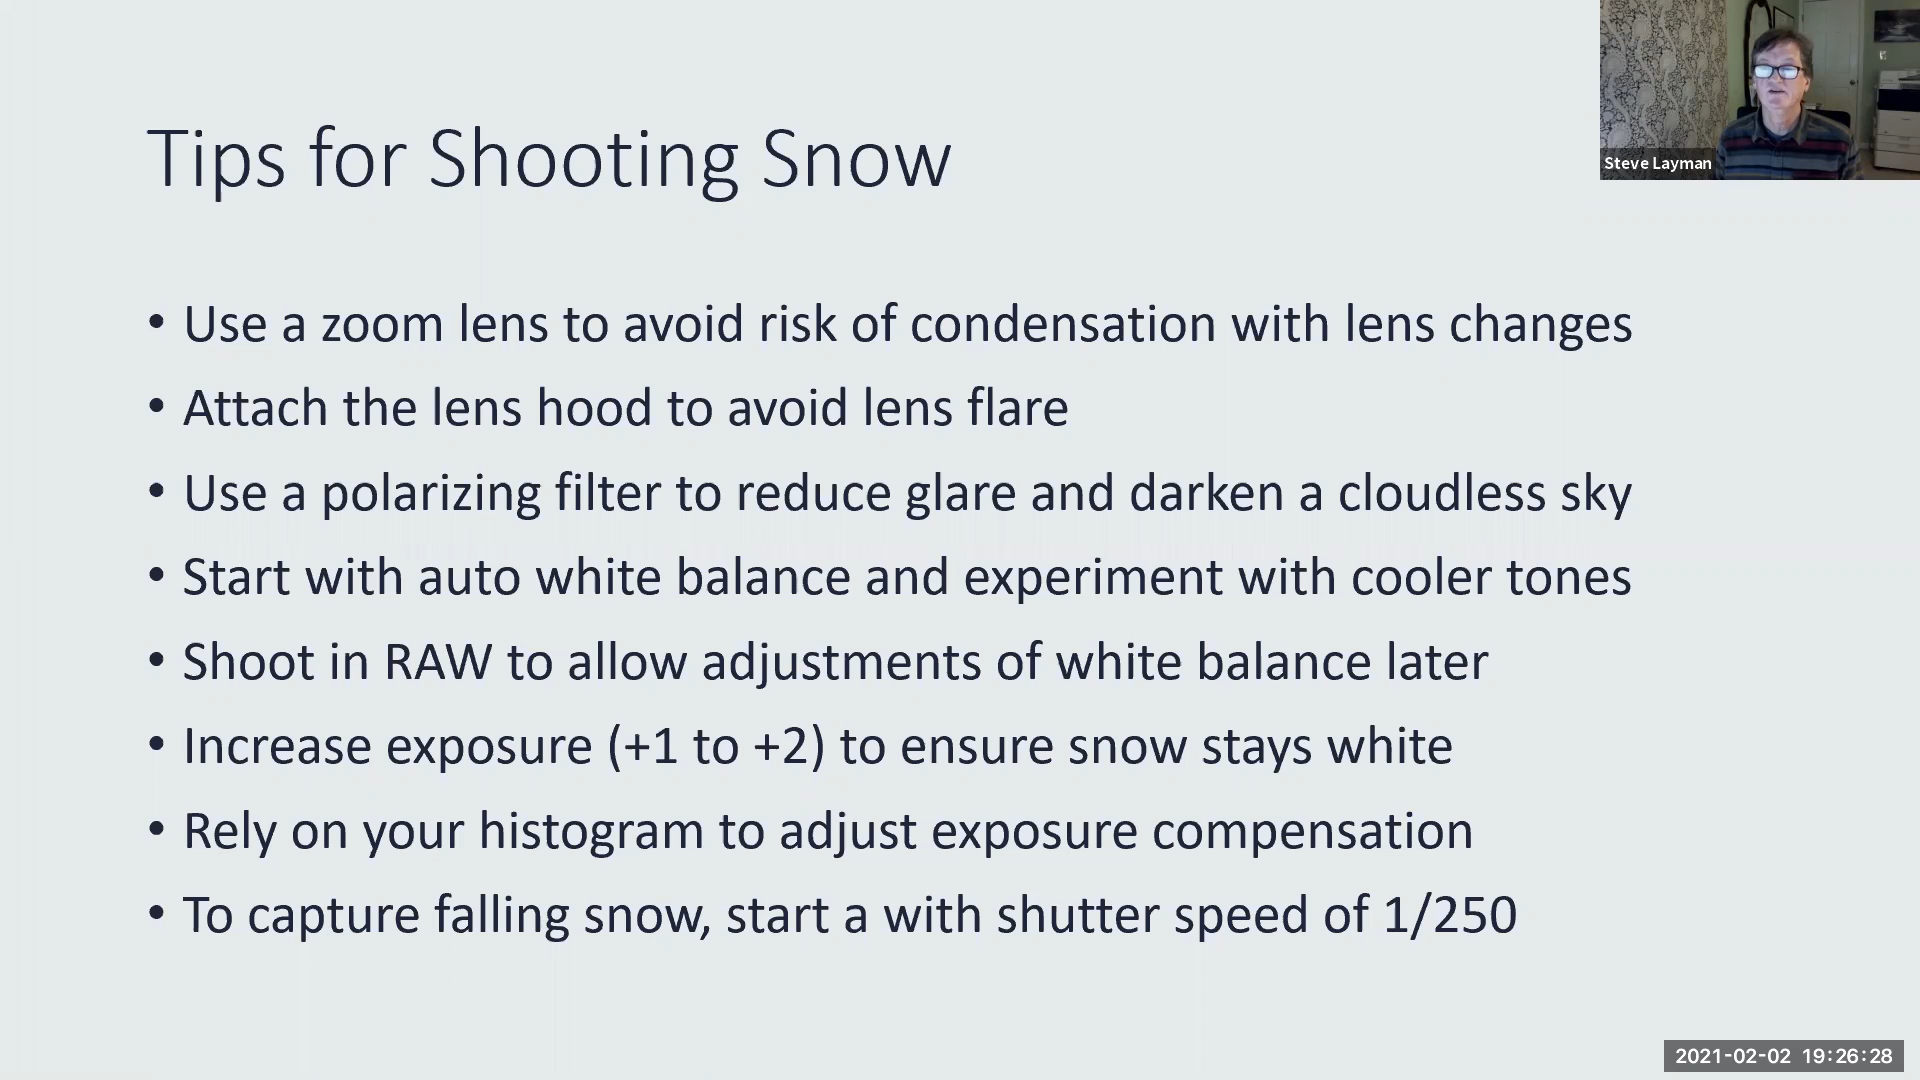 Steve Layman
Tips for Shooting Snow
• Use a zoom lens to avoid risk of condensation with lens changes
• Attach the lens hood to avoid lens flare
• Use a polarizing filter to reduce glare and darken a cloudless sky
• Start with auto white balance and experiment with cooler tones
• Shoot in RAW to allow adjustments of white balance later
• Increase exposure (+1 to +2) to ensure snow stays white
• Rely on your histogram to adjust exposure compensation
• To capture falling snow, start a with shutter speed of 1/250
2021-02-02 19:26:28